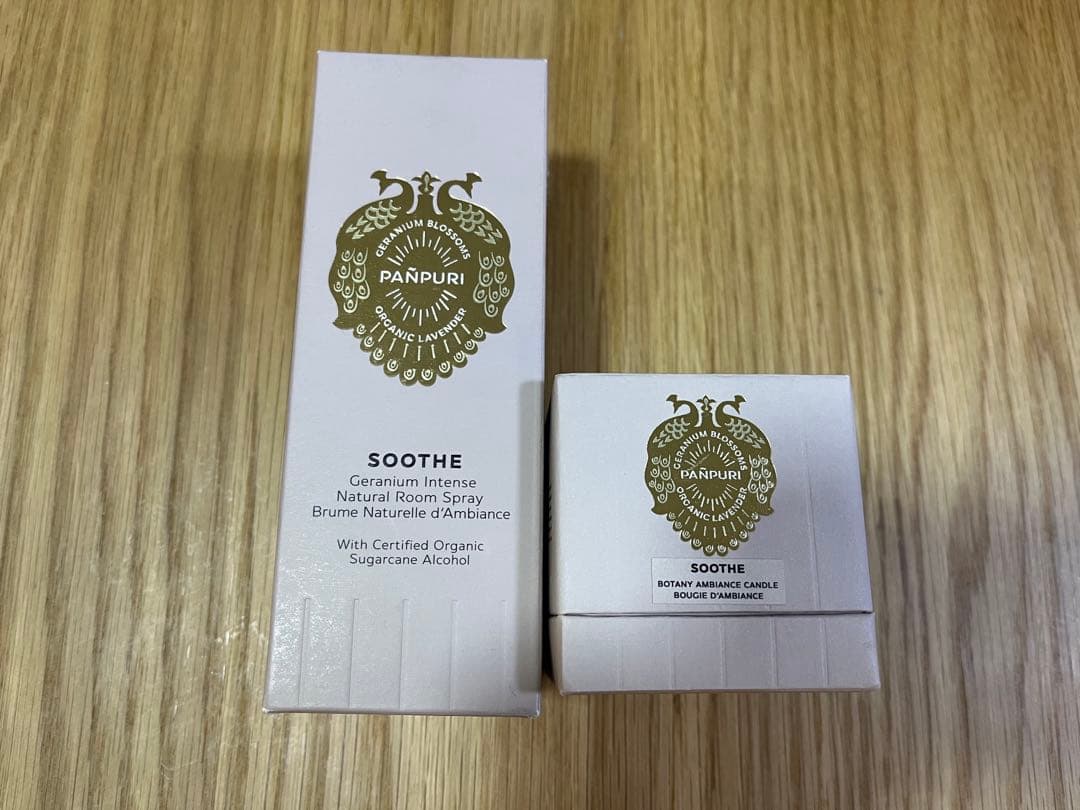 GERANIUM BLOSSOMS
PAÑPURI
ORGANIC LAVENDER
SOOTHE
Geranium Intense
Natural Room Spray
Brume Naturelle d'Ambiance
With Certified Organic
Sugarcane Alcohol
GERANIUM BLOSSOMS
PAÑPURI
ORGANIC LAVENDER
SOOTHE
BOTANY AMBIANCE CANDLE
BOUGIE D'AMBIANCE